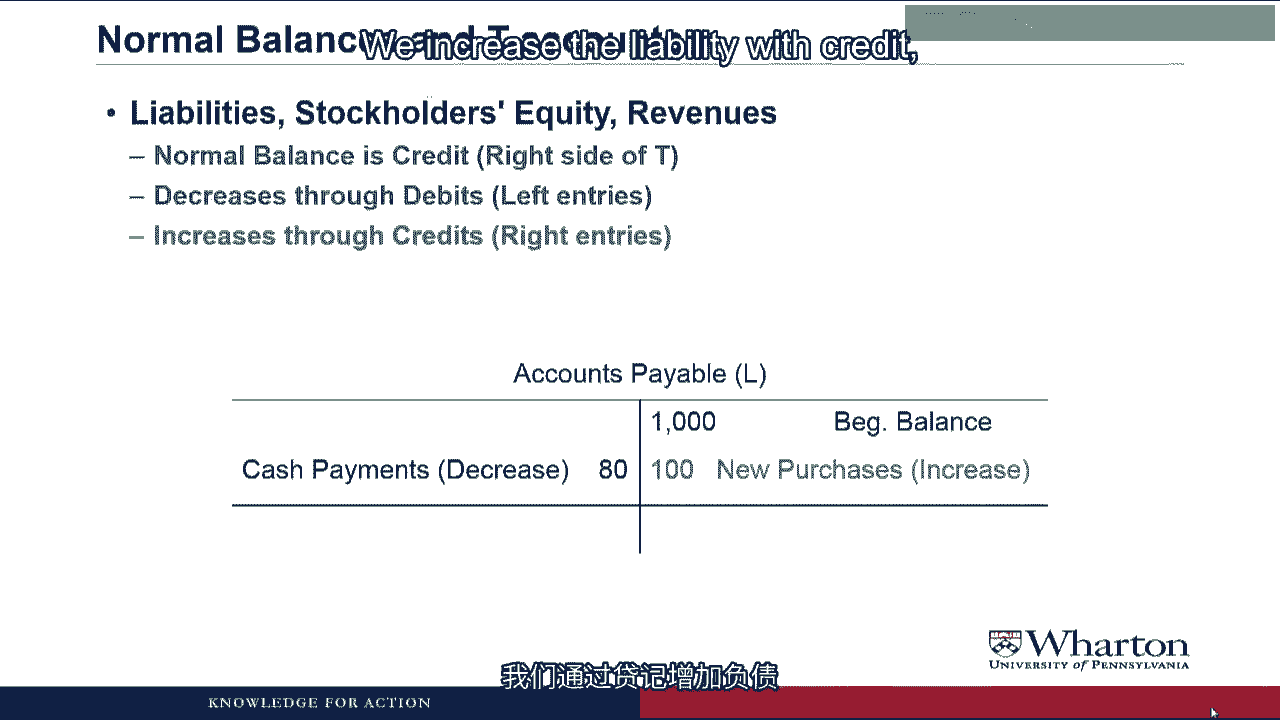 Normal Balances and T-accounts
We increase the liability with credit,
• Liabilities, Stockholders' Equity, Revenues
– Normal Balance is Credit (Right side of T)
– Decreases through Debits (Left entries)
– Increases through Credits (Right entries)
Accounts Payable (L)
1,000 Beg. Balance
Cash Payments (Decrease) 80 100 New Purchases (Increase)
Wharton
UNIVERSITY of PENNSYLVANIA
我们通过贷记增加负债
KNOWLEDGE FOR ACTION